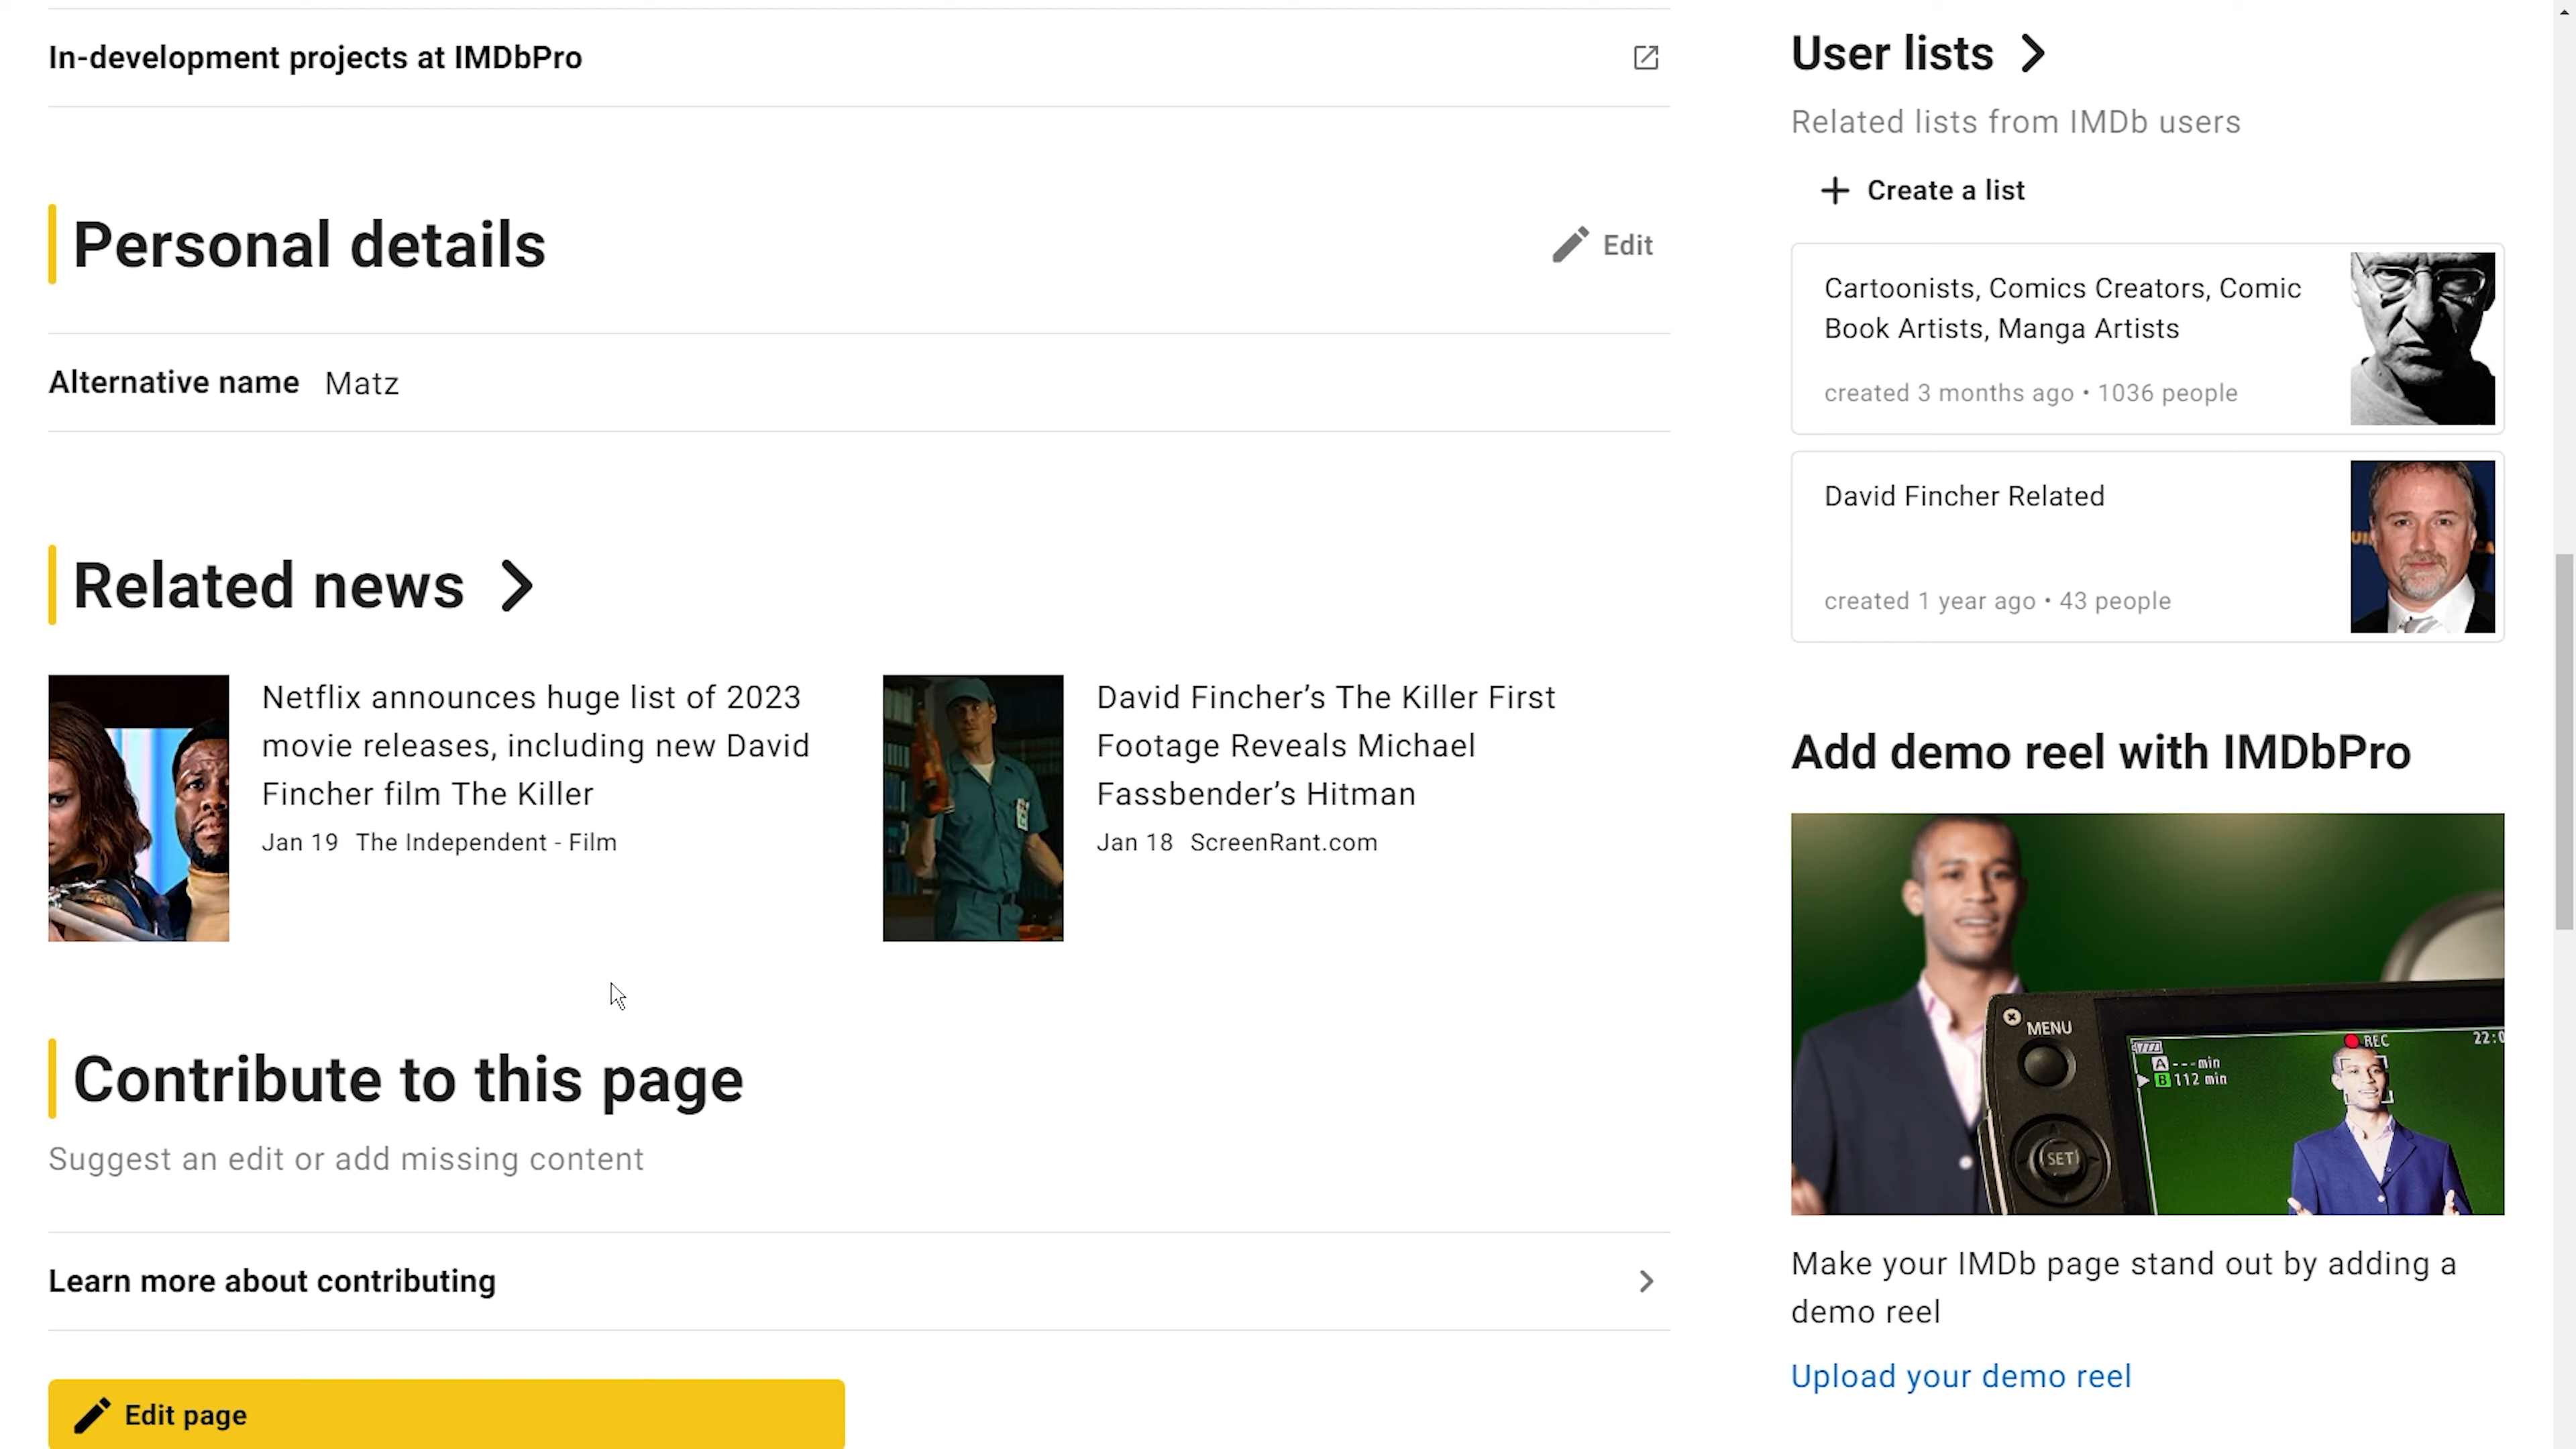 In-development projects at IMDbPro
Personal details
Edit
Alternative name Matz
Related news
Netflix announces huge list of 2023
movie releases, including new David
Fincher film The Killer
Jan 19 The Independent - Film
David Fincher’s The Killer First
Footage Reveals Michael
Fassbender’s Hitman
Jan 18 ScreenRant.com
Contribute to this page
Suggest an edit or add missing content
Learn more about contributing
Edit page
User lists
Related lists from IMDb users
Create a list
Cartoonists, Comics Creators, Comic
Book Artists, Manga Artists
created 3 months ago • 1036 people
David Fincher Related
created 1 year ago • 43 people
Add demo reel with IMDbPro
MENU
REC
22:0
A ---min
B 112 min
SET
Make your IMDb page stand out by adding a
demo reel
Upload your demo reel